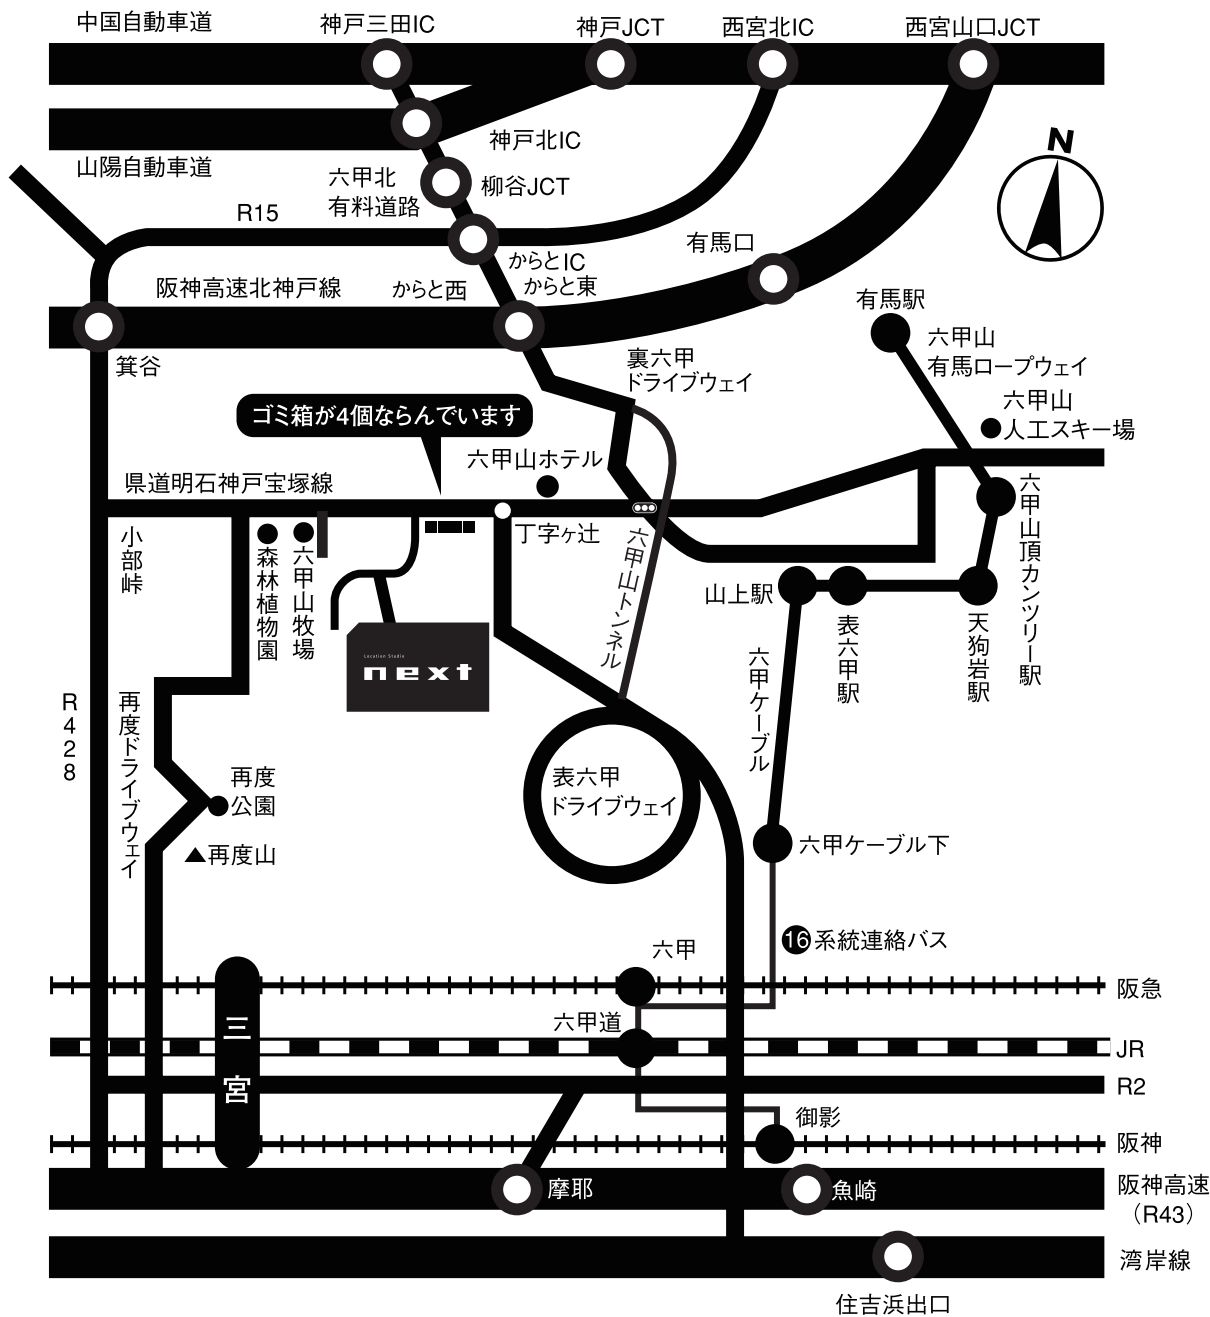 中国自動車道
神戸三田IC
神戸JCT
西宮北IC
西宮山口JCT
神戸北IC
山陽自動車道
六甲北
有料道路
柳谷JCT
N
R15
有馬口
からとIC
からと東
からと西
阪神高速北神戸線
有馬駅
箕谷
六甲山
有馬ロープウェイ
裏六甲
ドライブウェイ
六甲山
人工スキー場
ゴミ箱が4個ならんでいます
六甲山ホテル
県道明石神戸宝塚線
丁字ヶ辻
小部峠
森林植物園
六甲山牧場
六甲山トンネル
六甲山頂カンツリー駅
山上駅
表六甲駅
天狗岩駅
Location Studio
next
六甲ケーブル
R428
再度ドライブウェイ
再度
公園
再度山
表六甲
ドライブウェイ
六甲ケーブル下
16系統連絡バス
六甲
阪急
六甲道
三宮
JR
R2
御影
阪神
摩耶
魚崎
阪神高速
（R43）
湾岸線
住吉浜出口